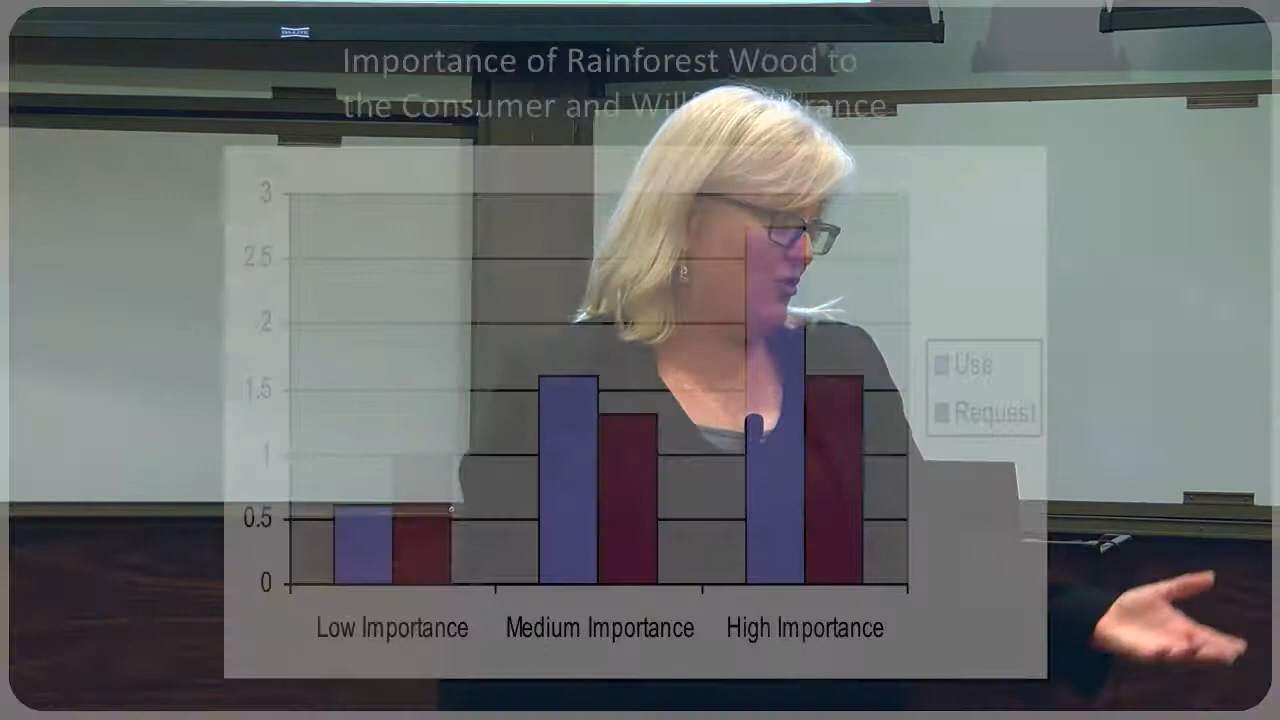 Importance of Rainforest Wood to
the Consumer and
3
2.5
2
1.5
1
0.5
0
Low Importance
Medium Importance
High Importance
Use
Request